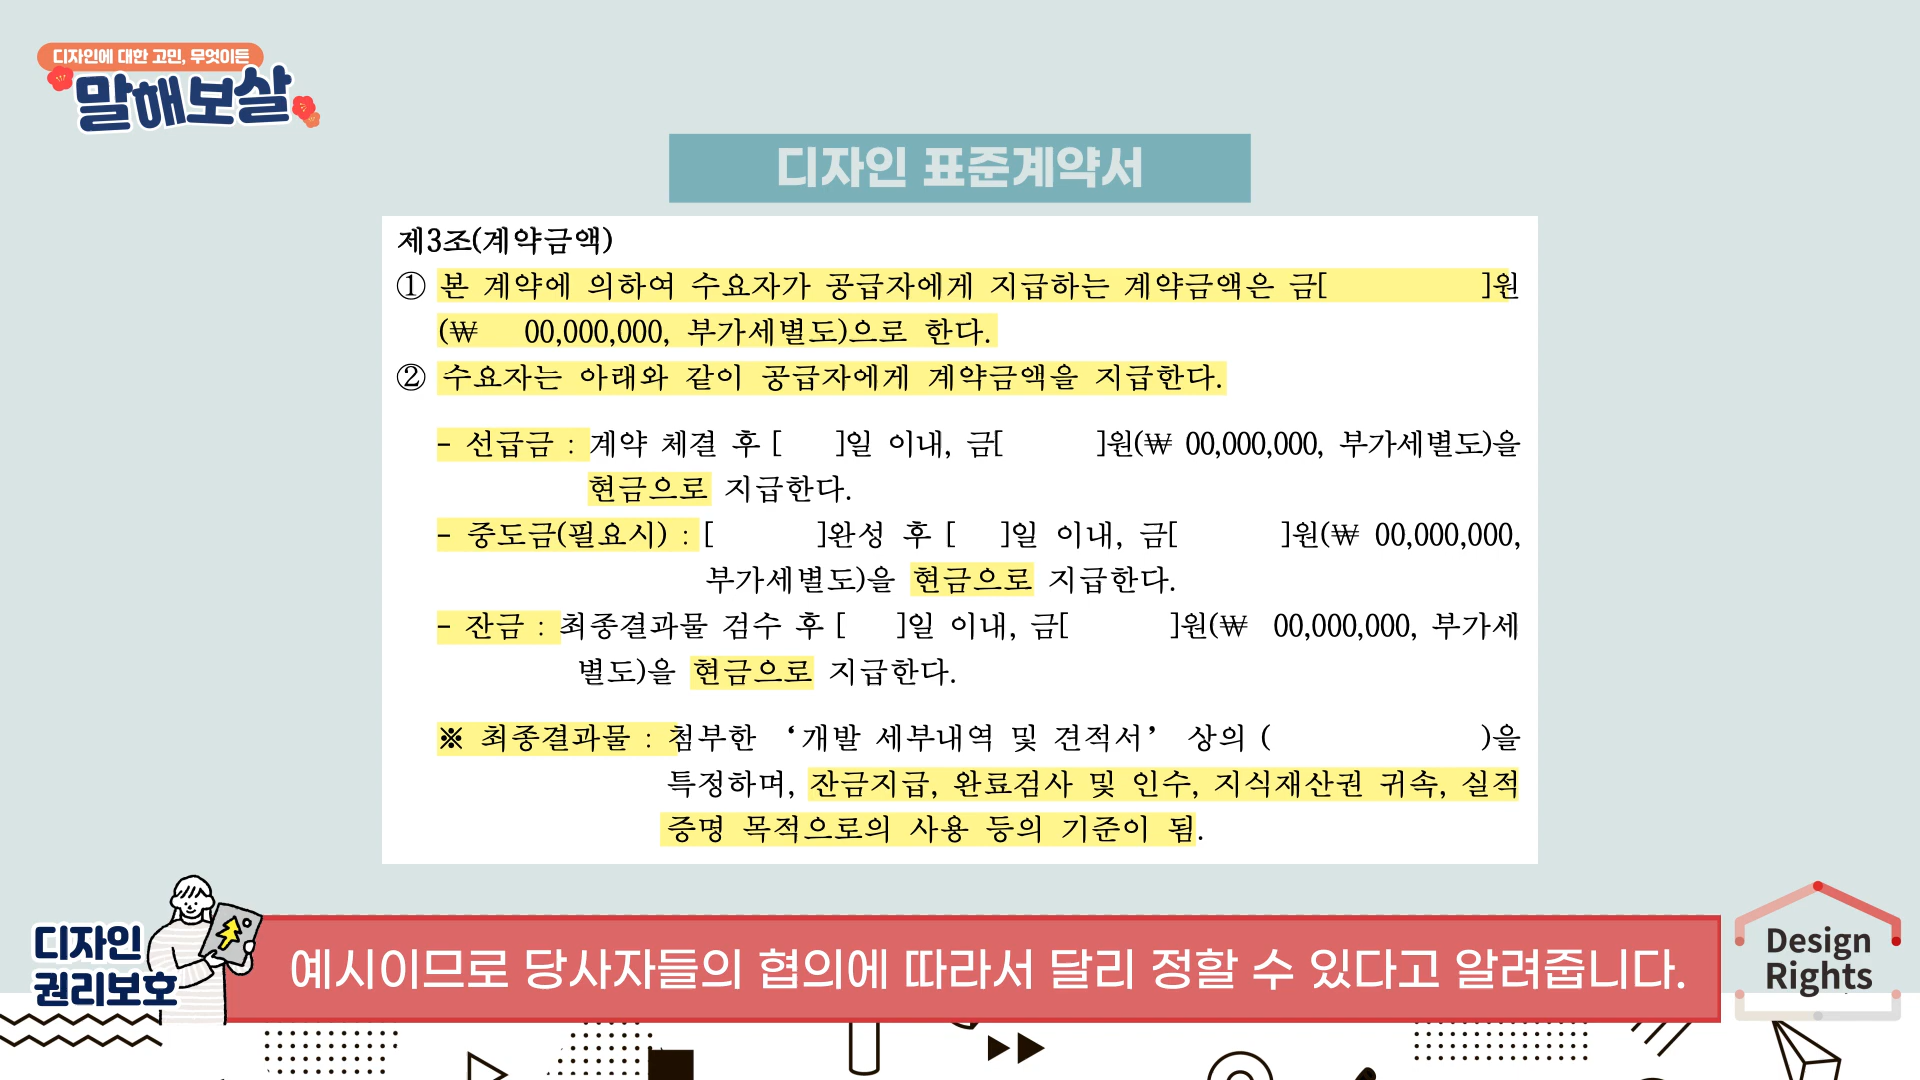 디자인에 대한 고민, 무엇이든
말해보살
디자인 표준계약서
제3조(계약금액)
① 본 계약에 의하여 수요자가 공급자에게 지급하는 계약금액은 금[ ]원
(₩ 00,000,000, 부가세별도)으로 한다.
② 수요자는 아래와 같이 공급자에게 계약금액을 지급한다.
- 선급금 : 계약 체결 후 [ ]일 이내, 금[ ]원(₩ 00,000,000, 부가세별도)을
현금으로 지급한다.
- 중도금(필요시) : [ ]완성 후 [ ]일 이내, 금[ ]원(₩ 00,000,000,
부가세별도)을 현금으로 지급한다.
- 잔금 : 최종결과물 검수 후 [ ]일 이내, 금[ ]원(₩ 00,000,000, 부가세
별도)을 현금으로 지급한다.
※ 최종결과물 : 첨부한 ‘개발 세부내역 및 견적서’ 상의 ( )을
특정하며, 잔금지급, 완료검사 및 인수, 지식재산권 귀속, 실적
증명 목적으로의 사용 등의 기준이 됨.
디자인
권리보호
예시이므로 당사자들의 협의에 따라서 달리 정할 수 있다고 알려줍니다.
Design
Rights